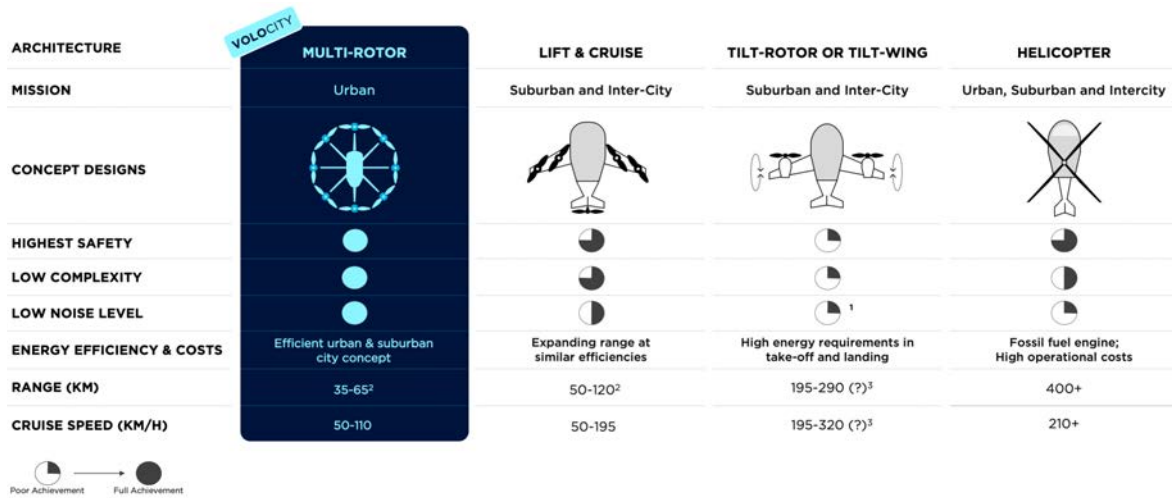 VOLOCITY
ARCHITECTURE MULTI-ROTOR LIFT & CRUISE TILT-ROTOR OR TILT-WING HELICOPTER
MISSION Urban Suburban and Inter-City Suburban and Inter-City Urban, Suburban and Intercity
CONCEPT DESIGNS
HIGHEST SAFETY
LOW COMPLEXITY
LOW NOISE LEVEL 1
ENERGY EFFICIENCY & COSTS
Efficient urban & suburban
city concept
Expanding range at
similar efficiencies
High energy requirements in
take-off and landing
Fossil fuel engine;
High operational costs
RANGE (KM) 35-65² 50-120² 195-290 (?)³ 400+
CRUISE SPEED (KM/H) 50-110 50-195 195-320 (?)³ 210+
Poor Achievement Full Achievement